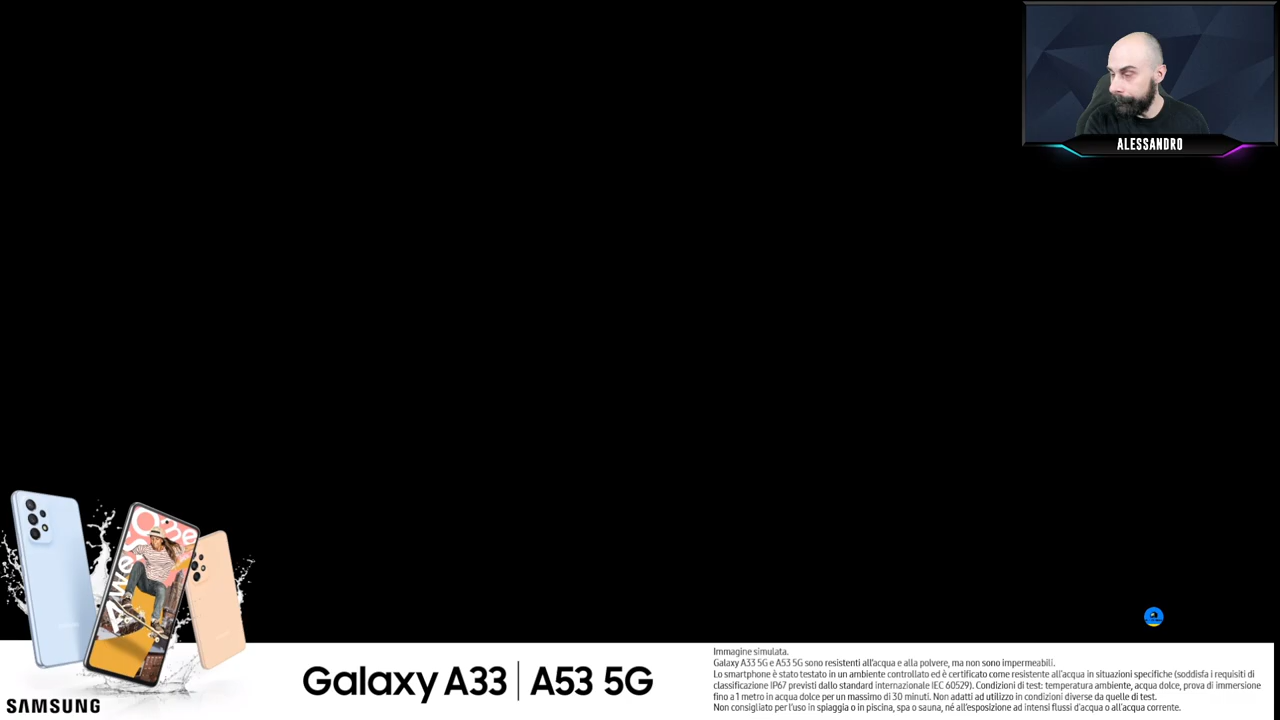 ALESSANDRO
Awesome
SAMSUNG
Galaxy A33 | A53 5G
Immagine simulata.
Galaxy A33 5G e A53 5G sono resistenti all'acqua e alla polvere, ma non sono impermeabili.
Lo smartphone è stato testato in un ambiente controllato ed è certificato come resistente all'acqua in situazioni specifiche (soddisfa i requisiti di
classificazione IP67 previsti dallo standard internazionale IEC 60529). Condizioni di test: temperatura ambiente, acqua dolce, prova di immersione
fino a 1 metro in acqua dolce per un massimo di 30 minuti. Non adatti ad utilizzo in condizioni diverse da quelle di test.
Non consigliato per l'uso in spiaggia o in piscina, spa o sauna, né all'esposizione ad intensi flussi d'acqua o all'acqua corrente.